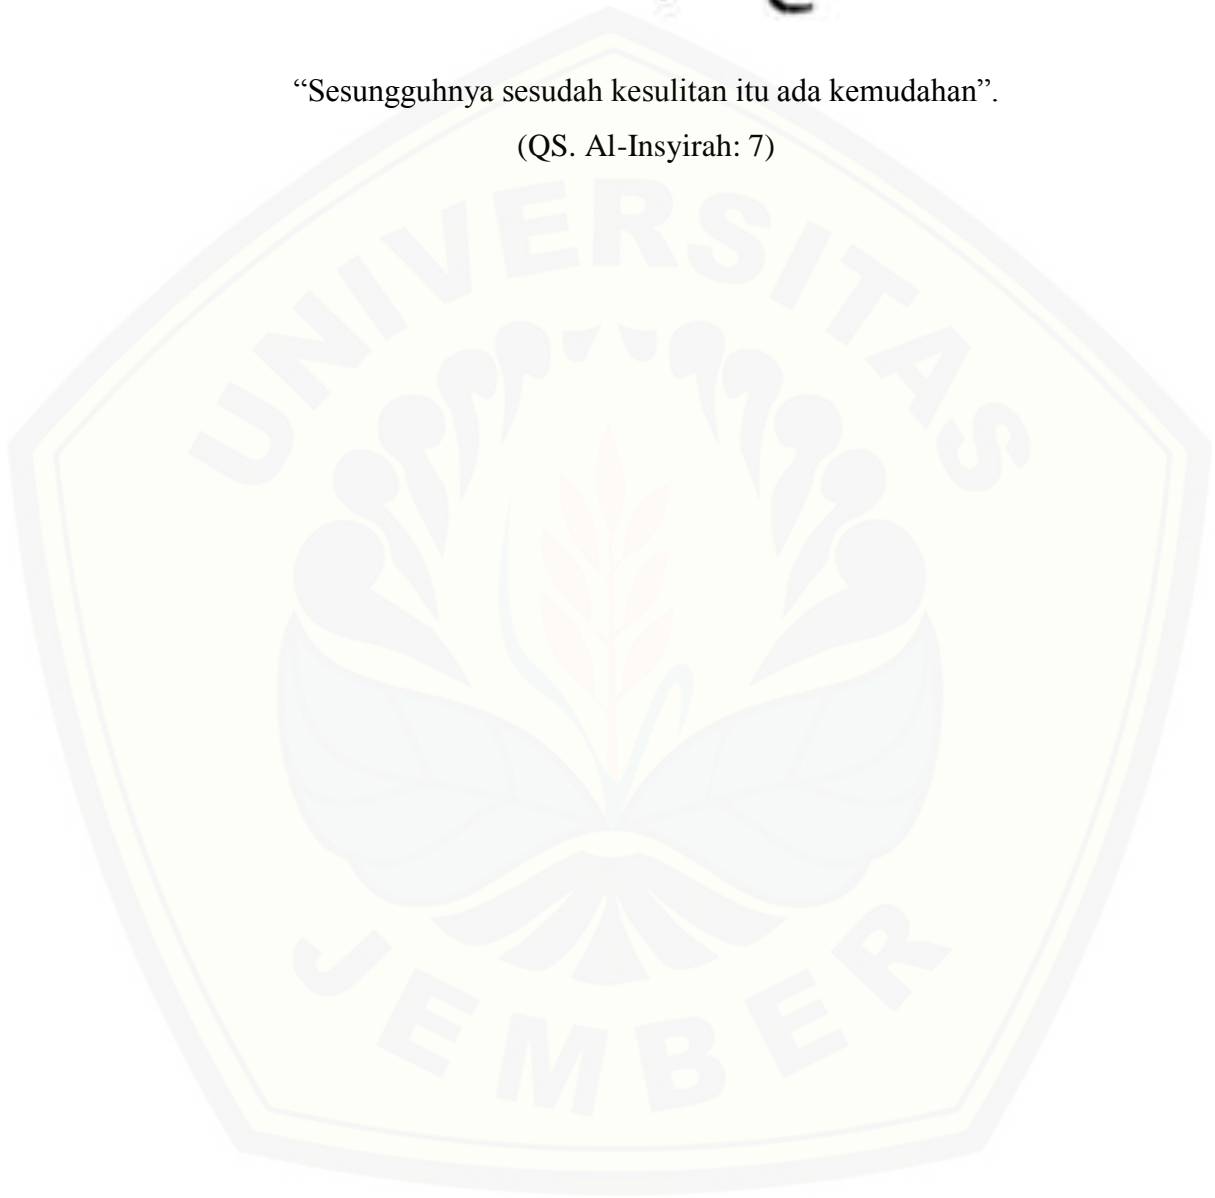 “Sesungguhnya sesudah kesulitan itu ada kemudahan”.
(QS. Al-Insyirah: 7)
UNIVERSITAS
JEMBER